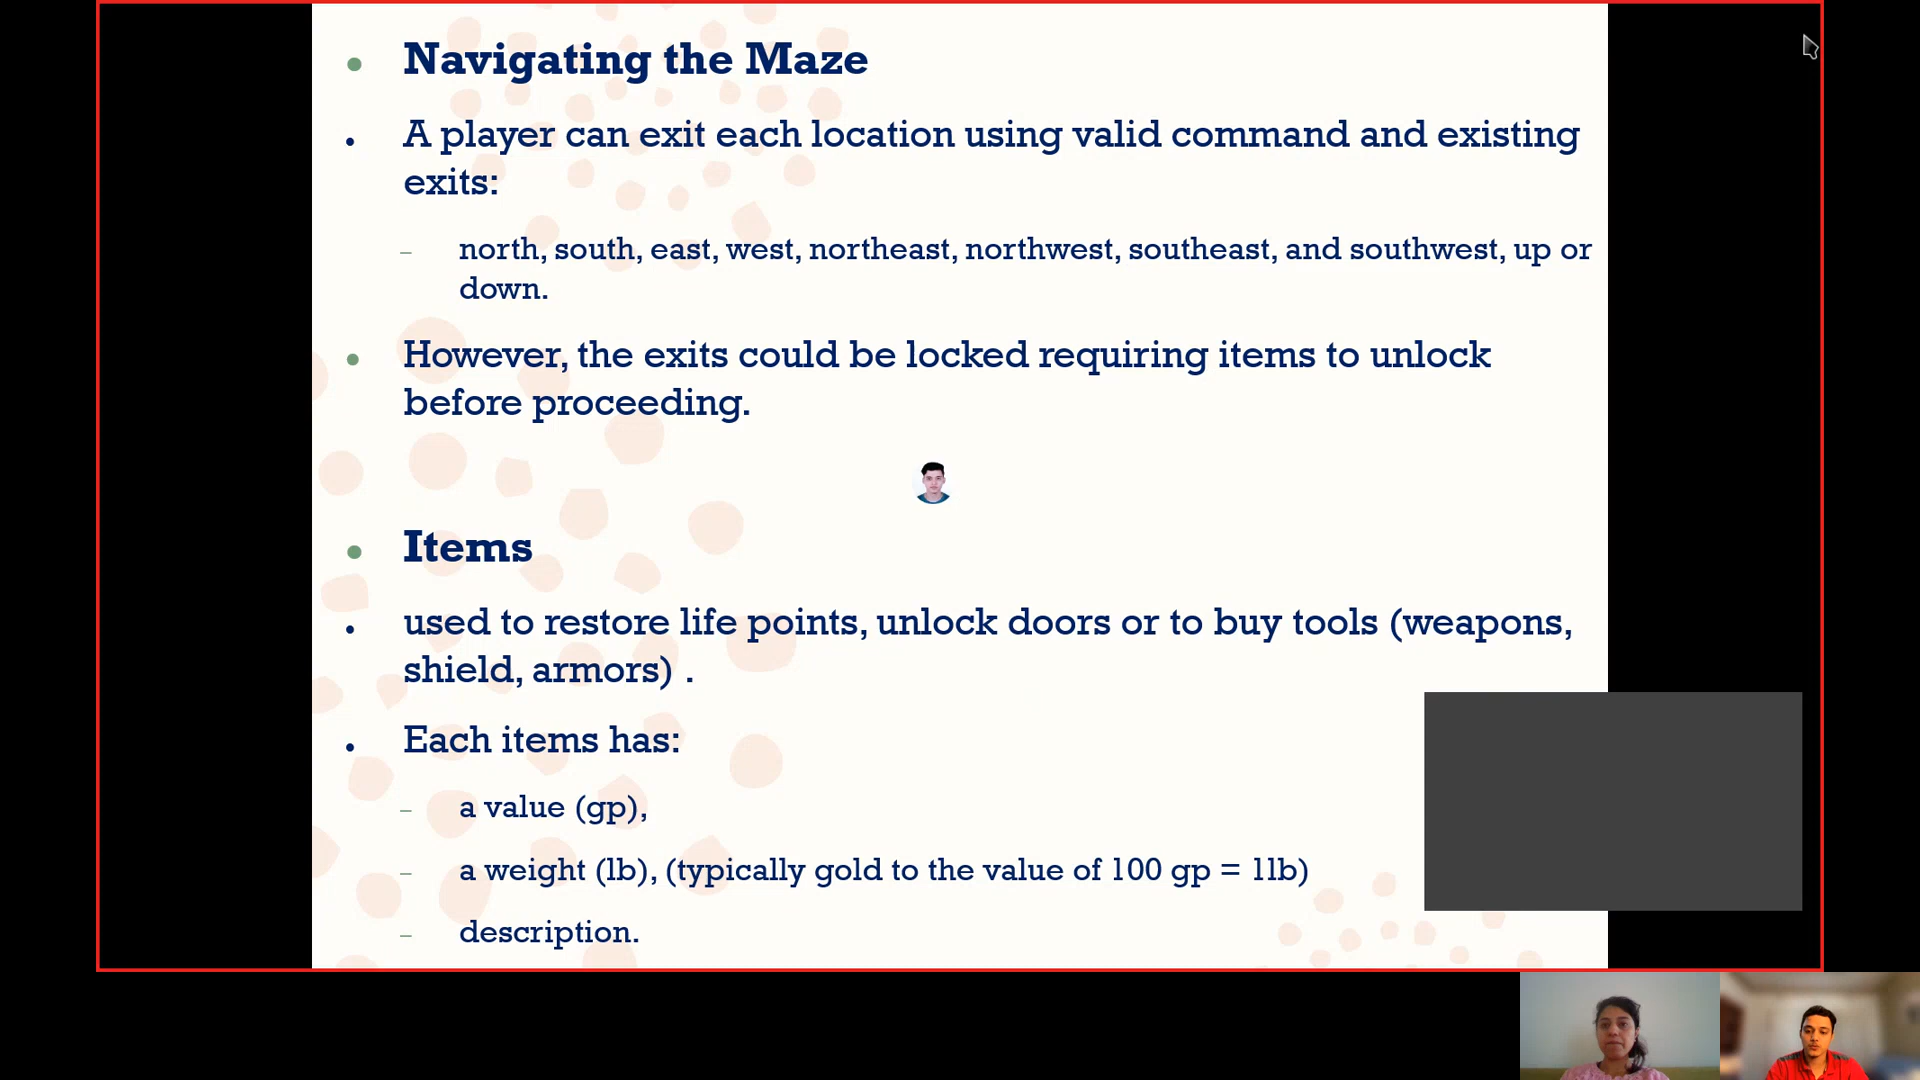 Navigating the Maze
A player can exit each location using valid command and existing
exits:
north, south, east, west, northeast, northwest, southeast, and southwest, up or
down.
However, the exits could be locked requiring items to unlock
before proceeding.
Items
used to restore life points, unlock doors or to buy tools (weapons,
shield, armors) .
Each items has:
a value (gp),
a weight (lb), (typically gold to the value of 100 gp = 1lb)
description.